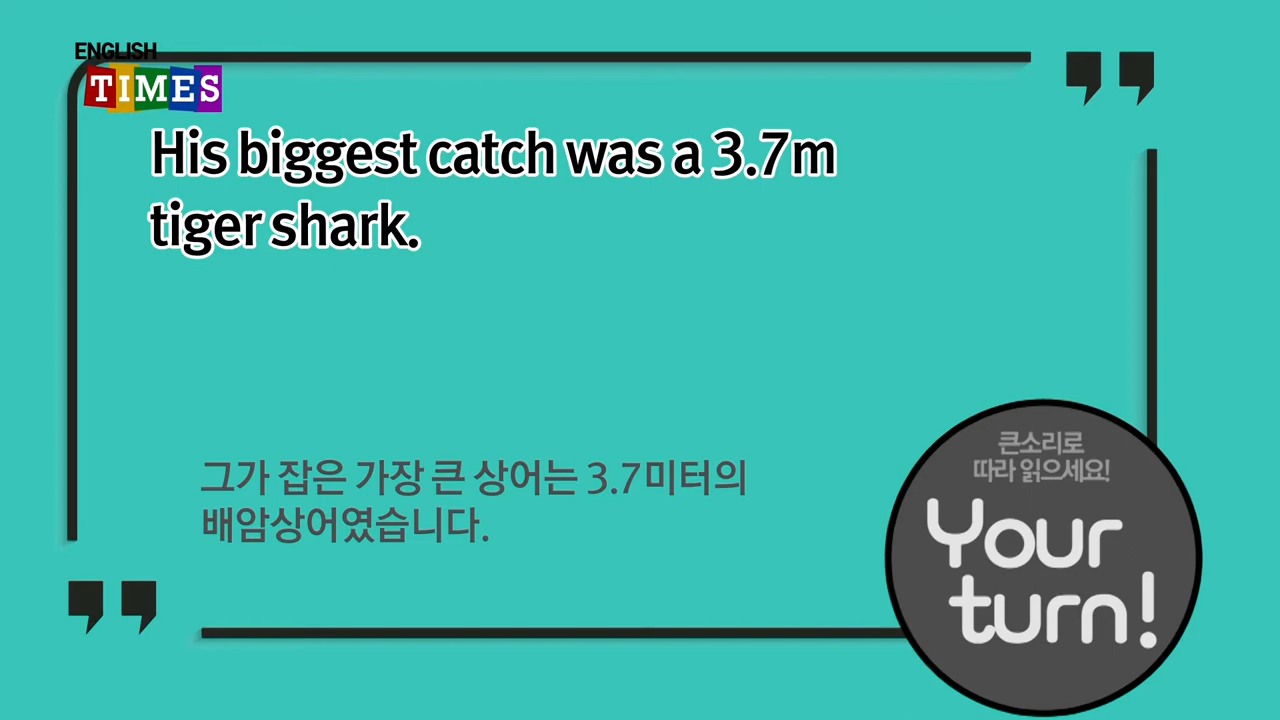 ENGLISH
TIMES
His biggest catch was a 3.7m
tiger shark.
그가 잡은 가장 큰 상어는 3.7미터의
배암상어였습니다.
큰소리로
따라 읽으세요!
Your
turn!